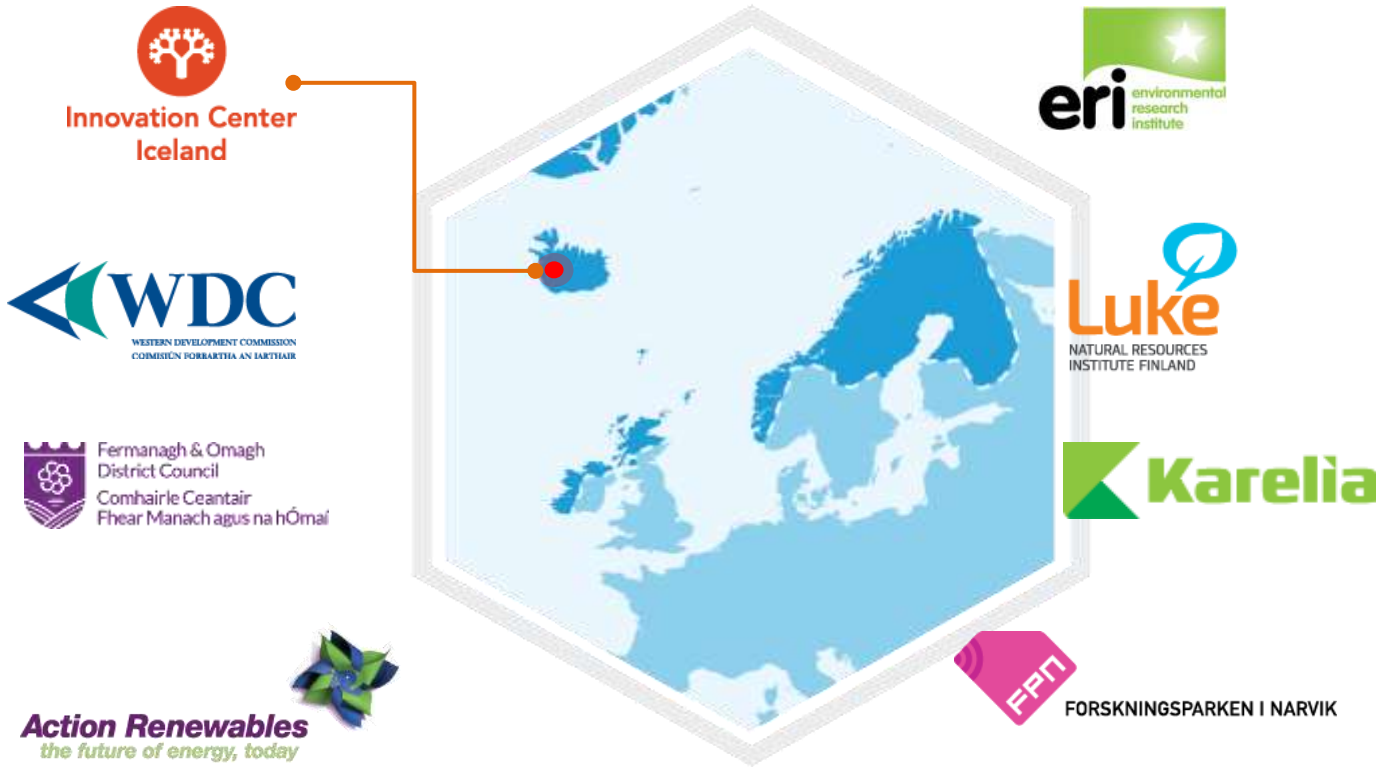 Innovation Center
Iceland
eri environmental
research
institute
WDC
WESTERN DEVELOPMENT COMMISSION
COIMISIÚN FORBARTHA AN IARTHAIR
Luke
NATURAL RESOURCES
INSTITUTE FINLAND
Fermanagh & Omagh
District Council
Comhairle Ceantair
Fhear Manach agus na hÓmaí
Karelia
Action Renewables
the future of energy, today
FPN
FORSKNINGSPARKEN I NARVIK